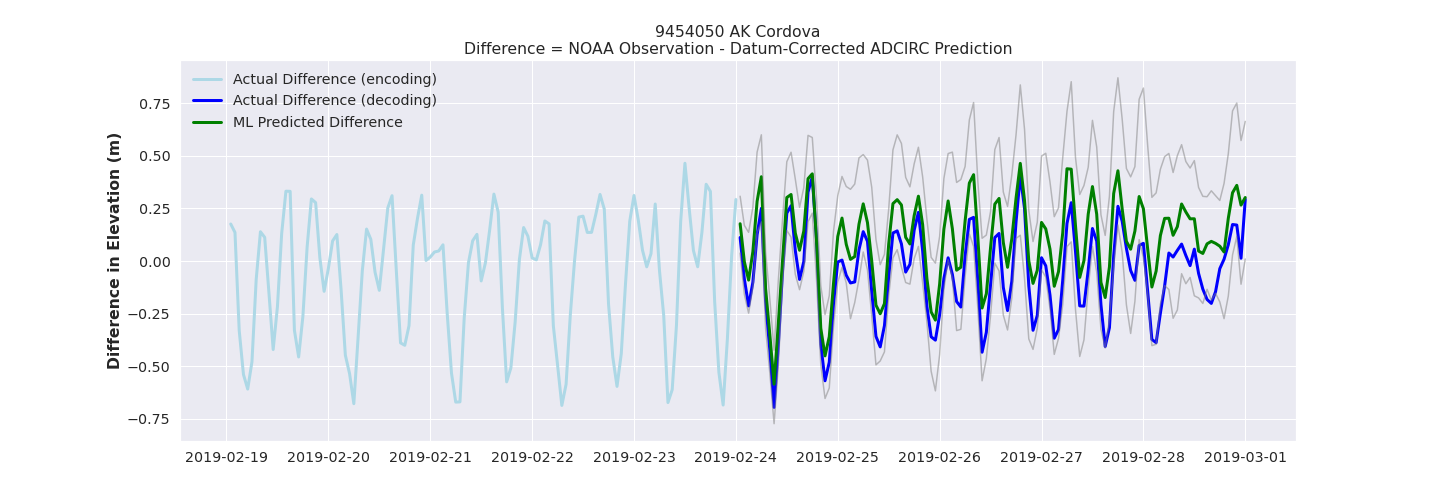 9454050 AK Cordova
Difference = NOAA Observation - Datum-Corrected ADCIRC Prediction
Actual Difference (encoding)
Actual Difference (decoding)
ML Predicted Difference
Difference in Elevation (m)
0.75
0.50
0.25
0.00
−0.25
−0.50
−0.75
2019-02-19 2019-02-20 2019-02-21 2019-02-22 2019-02-23 2019-02-24 2019-02-25 2019-02-26 2019-02-27 2019-02-28 2019-03-01